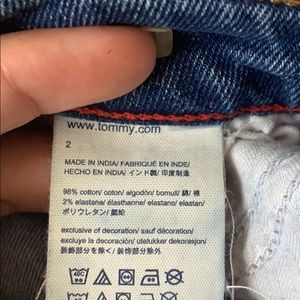 www.tommy.com
2
MADE IN INDIA/ FABRIQUÉ EN INDE/
HECHO EN INDIA/ インド製/ 印度制造
98% cotton/ coton/ algodón/ bomull/ 綿/ 棉
2% elastane/ élasthanne/ elastano/ elastan/
ポリウレタン/ 氨纶
exclusive of decoration/ sauf décoration/
excluye la decoración/ utelukker dekorasjon/
装飾部分を除く/ 装饰部分除外